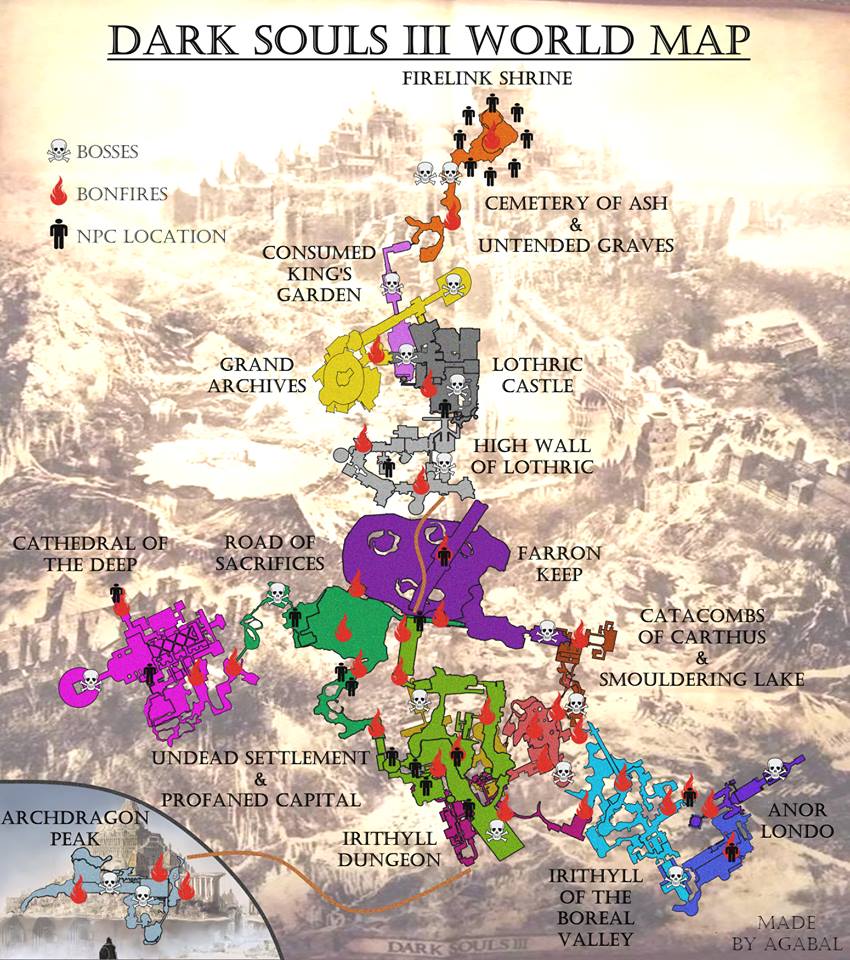 DARK SOULS III WORLD MAP
FIRELINK SHRINE
BOSSES
BONFIRES
NPC LOCATION
CEMETERY OF ASH
&
UNTENDED GRAVES
CONSUMED
KING'S
GARDEN
GRAND
ARCHIVES
LOTHRIC
CASTLE
HIGH WALL
OF LOTHRIC
CATHEDRAL OF
THE DEEP
ROAD OF
SACRIFICES
FARRON
KEEP
CATACOMBS
OF CARTHUS
&
SMOULDERING LAKE
UNDEAD SETTLEMENT
&
PROFANED CAPITAL
ARCHDRAGON
PEAK
IRITHYLL
DUNGEON
ANOR
LONDO
IRITHYLL
OF THE
BOREAL
VALLEY
MADE
BY AGABAL
DARK SOULS III